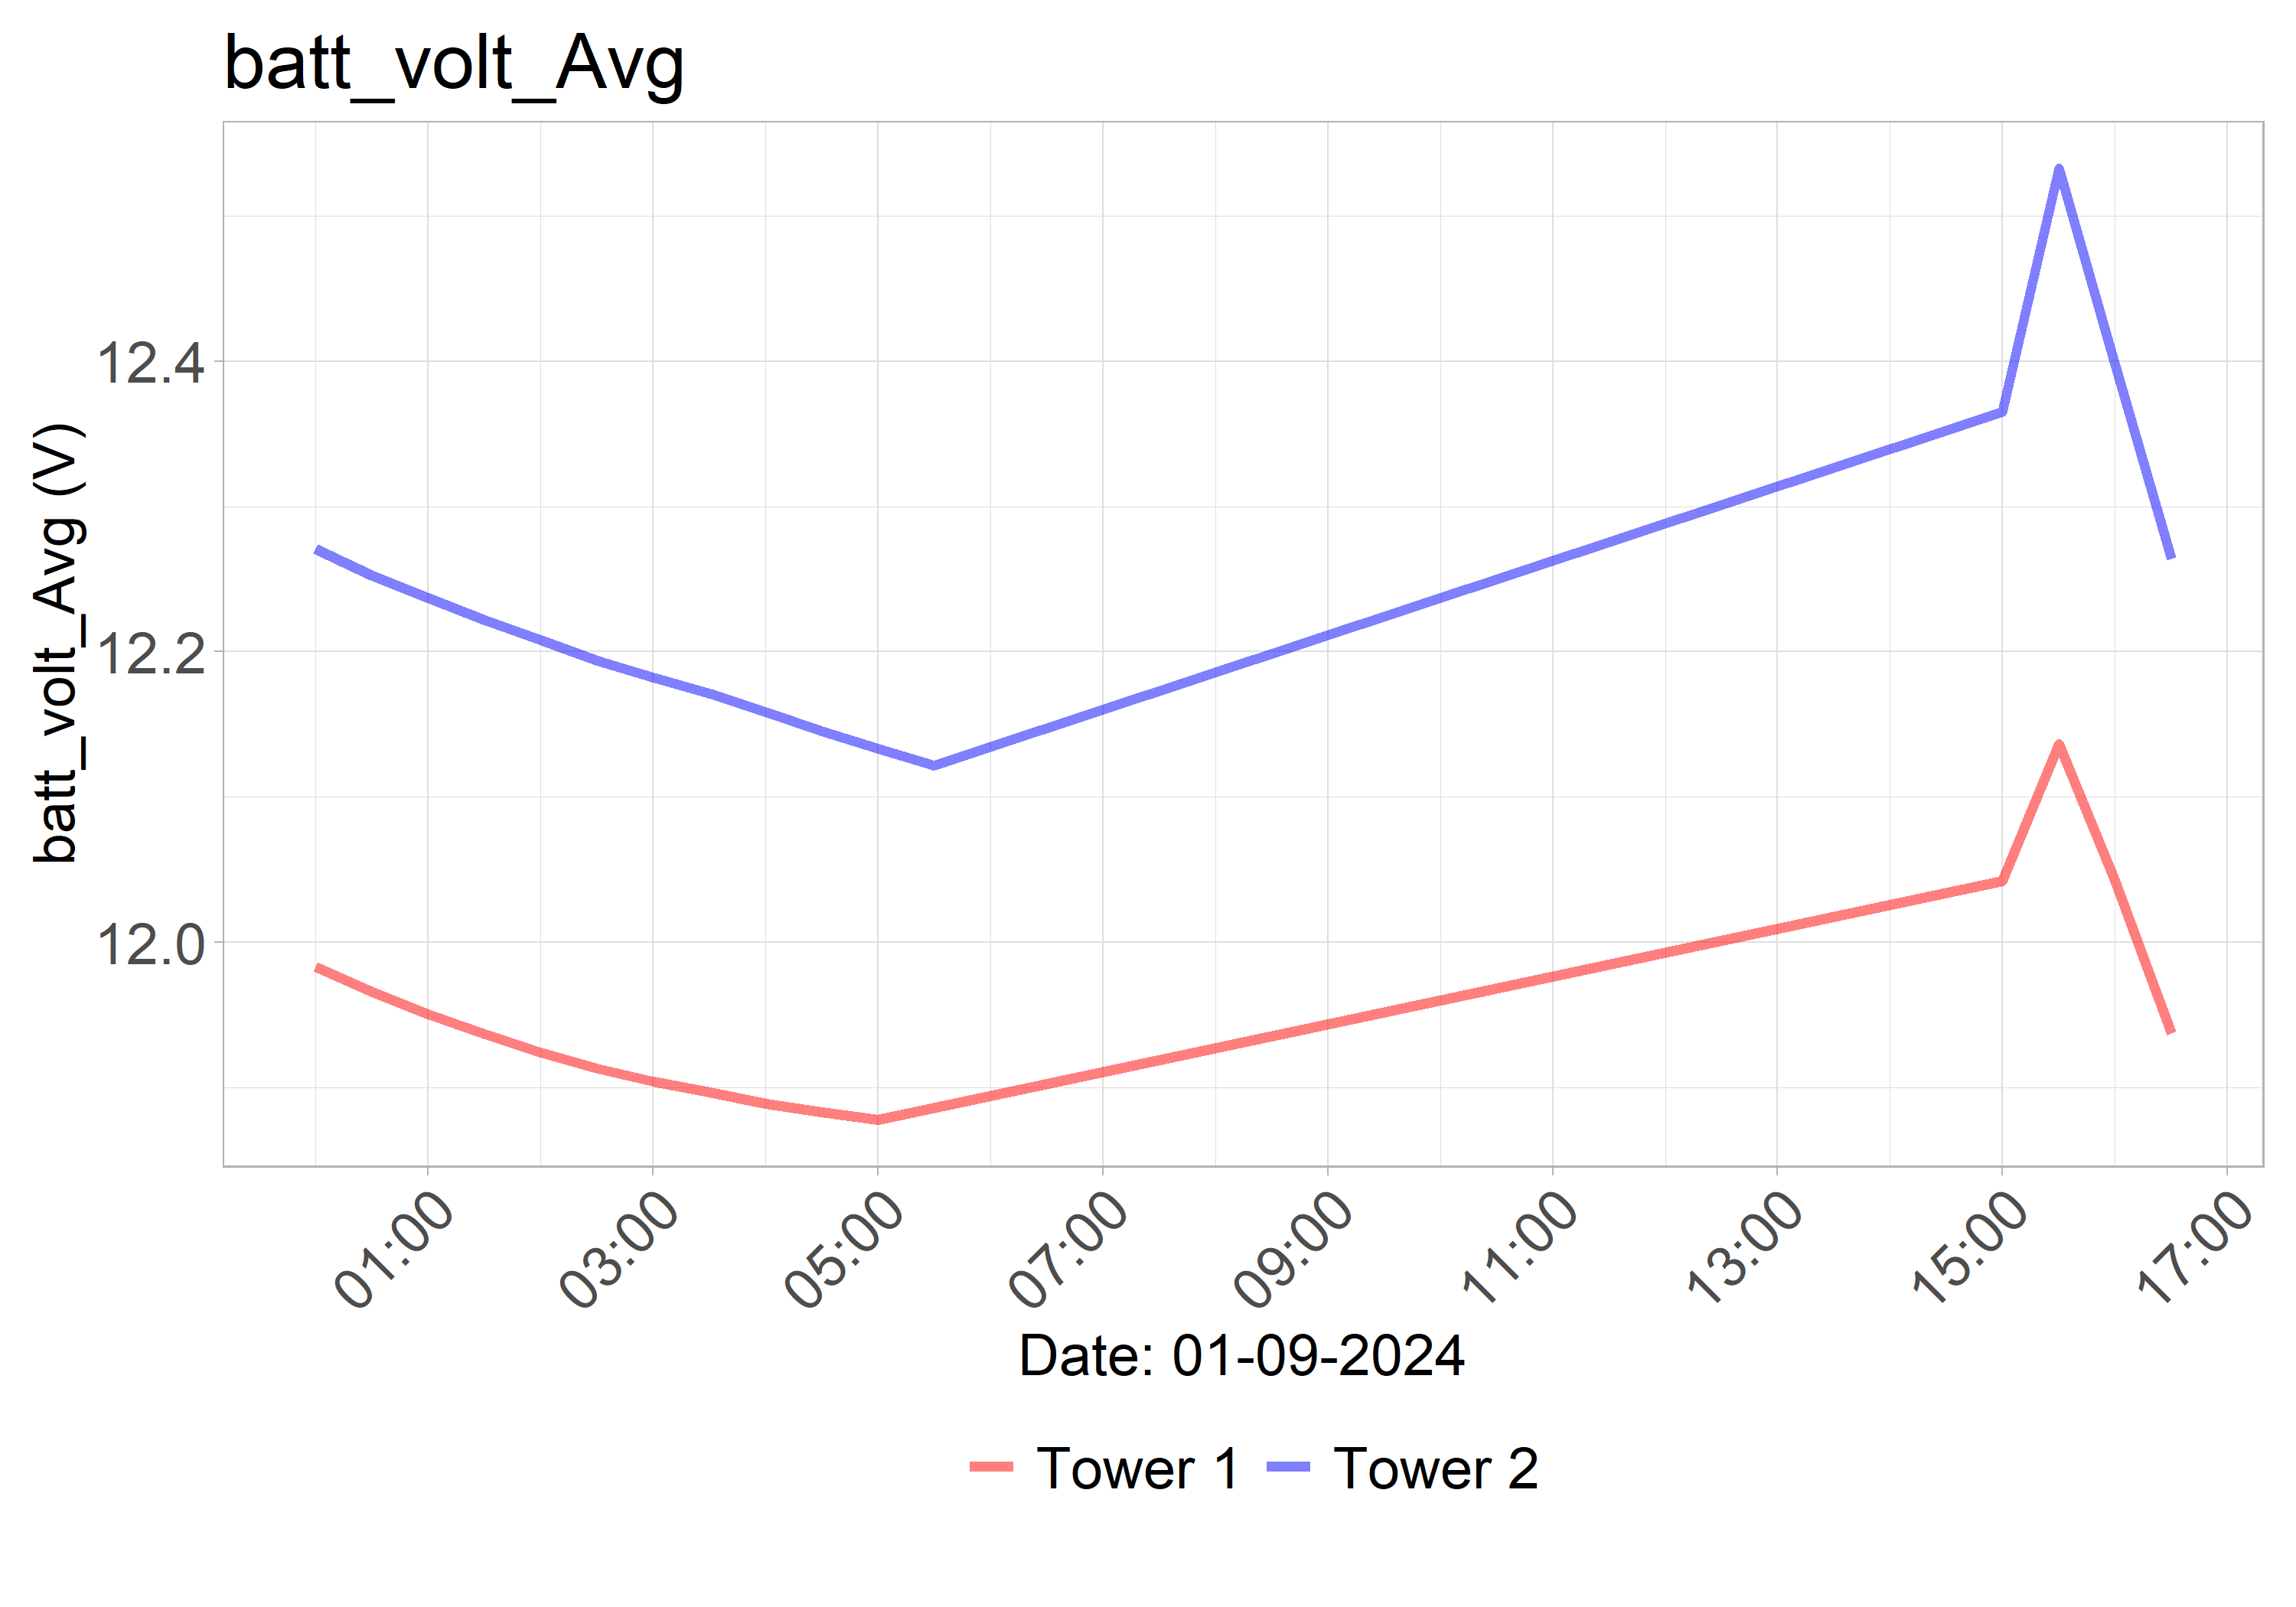 batt_volt_Avg
batt_volt_Avg (V)
12.4
12.2
12.0
01:00 03:00 05:00 07:00 09:00 11:00 13:00 15:00 17:00
Date: 01-09-2024
Tower 1 Tower 2